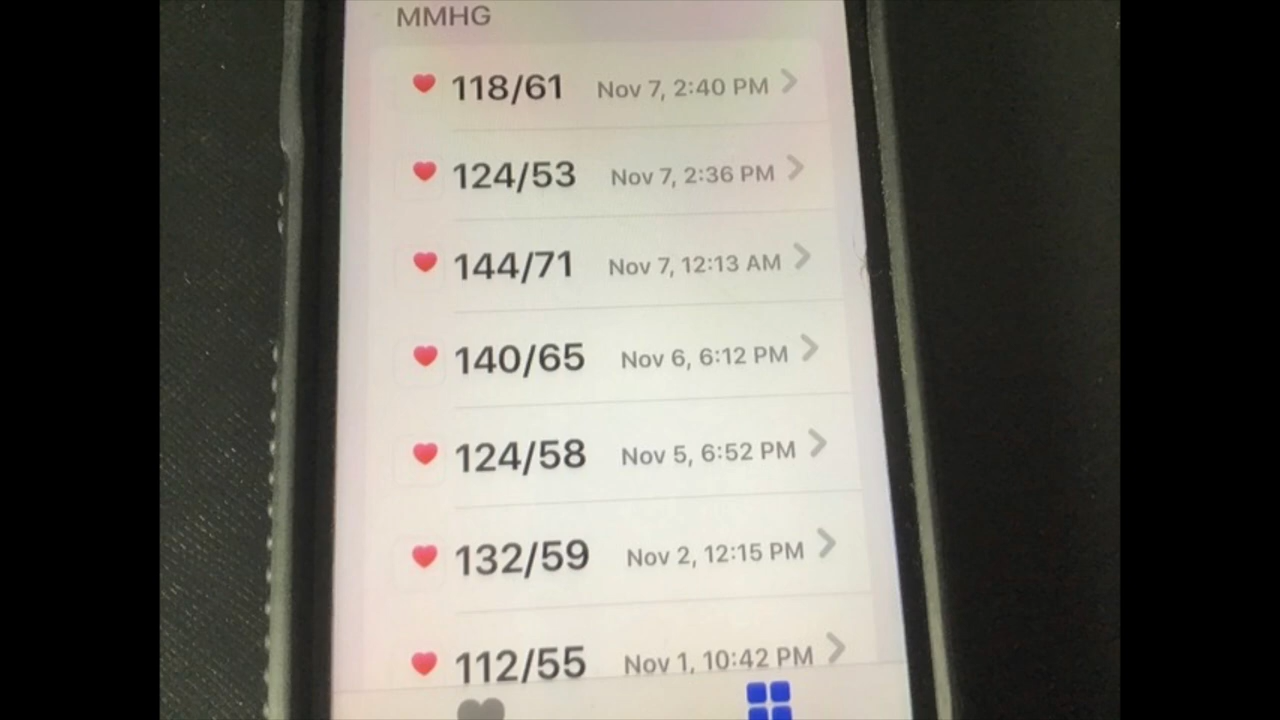 MMHG
118/61 Nov 7, 2:40 PM
124/53 Nov 7, 2:36 PM
144/71 Nov 7, 12:13 AM
140/65 Nov 6, 6:12 PM
124/58 Nov 5, 6:52 PM
132/59 Nov 2, 12:15 PM
112/55 Nov 1, 10:42 PM